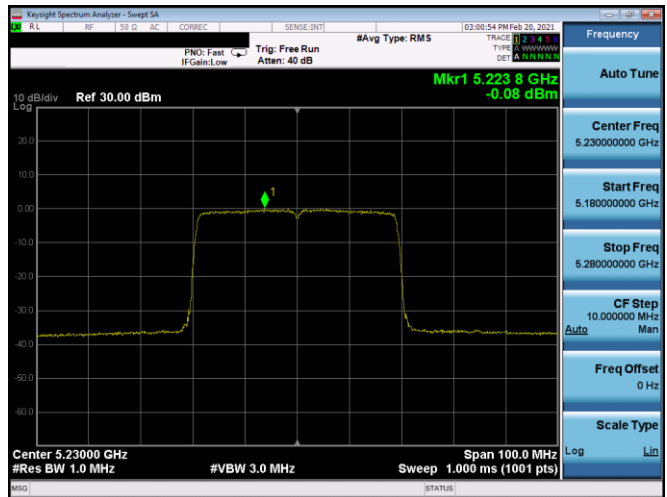 Keysight Spectrum Analyzer - Swept SA
RL RF 50 Ω AC CORREC SENSE:INT 03:00:54 PM Feb 20, 2021
#Avg Type: RMS
TRACE 1 2 3 4 5 6
TYPE A WWWWW
DET A N N N N N
PNO: Fast
IFGain:Low
Trig: Free Run
Atten: 40 dB
Mkr1 5.223 8 GHz
-0.08 dBm
10 dB/div
Log
Ref 30.00 dBm
20.0
10.0
0.00
-10.0
-20.0
-30.0
-40.0
-50.0
-60.0
1
Center 5.23000 GHz
#Res BW 1.0 MHz
#VBW 3.0 MHz
Span 100.0 MHz
Sweep 1.000 ms (1001 pts)
MSG
STATUS
Frequency
Auto Tune
Center Freq
5.230000000 GHz
Start Freq
5.180000000 GHz
Stop Freq
5.280000000 GHz
CF Step
10.000000 MHz
Auto Man
Freq Offset
0 Hz
Scale Type
Log Lin